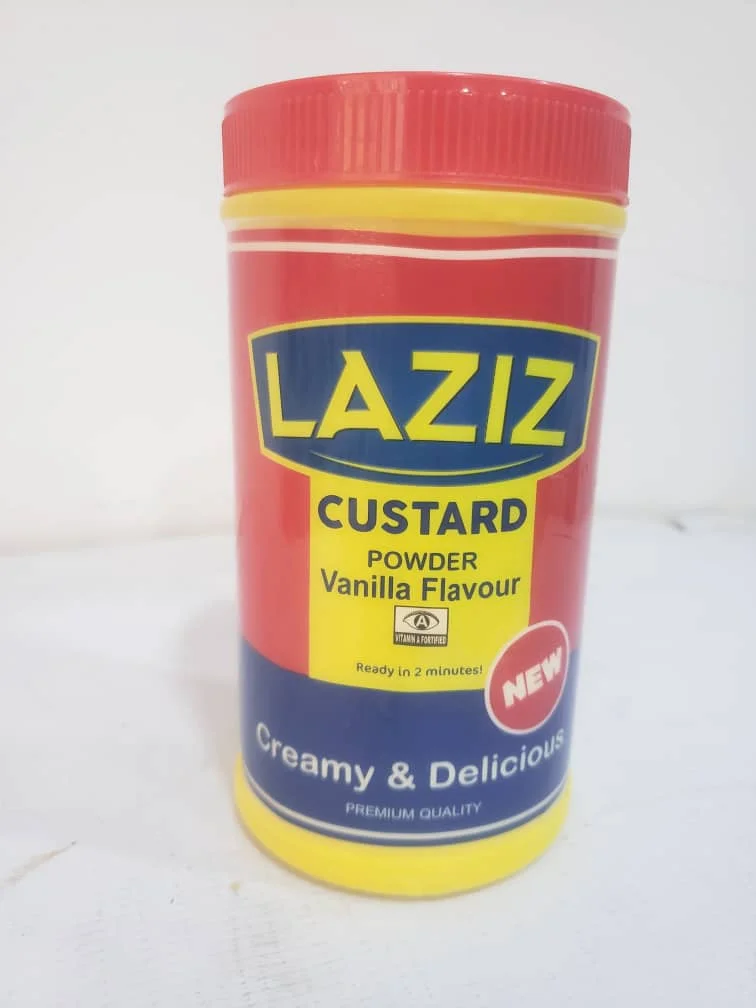 LAZIZ
CUSTARD
POWDER
Vanilla Flavour
A
VITAMIN A FORTIFIED
Ready in 2 minutes!
NEW
Creamy & Delicious
PREMIUM QUALITY